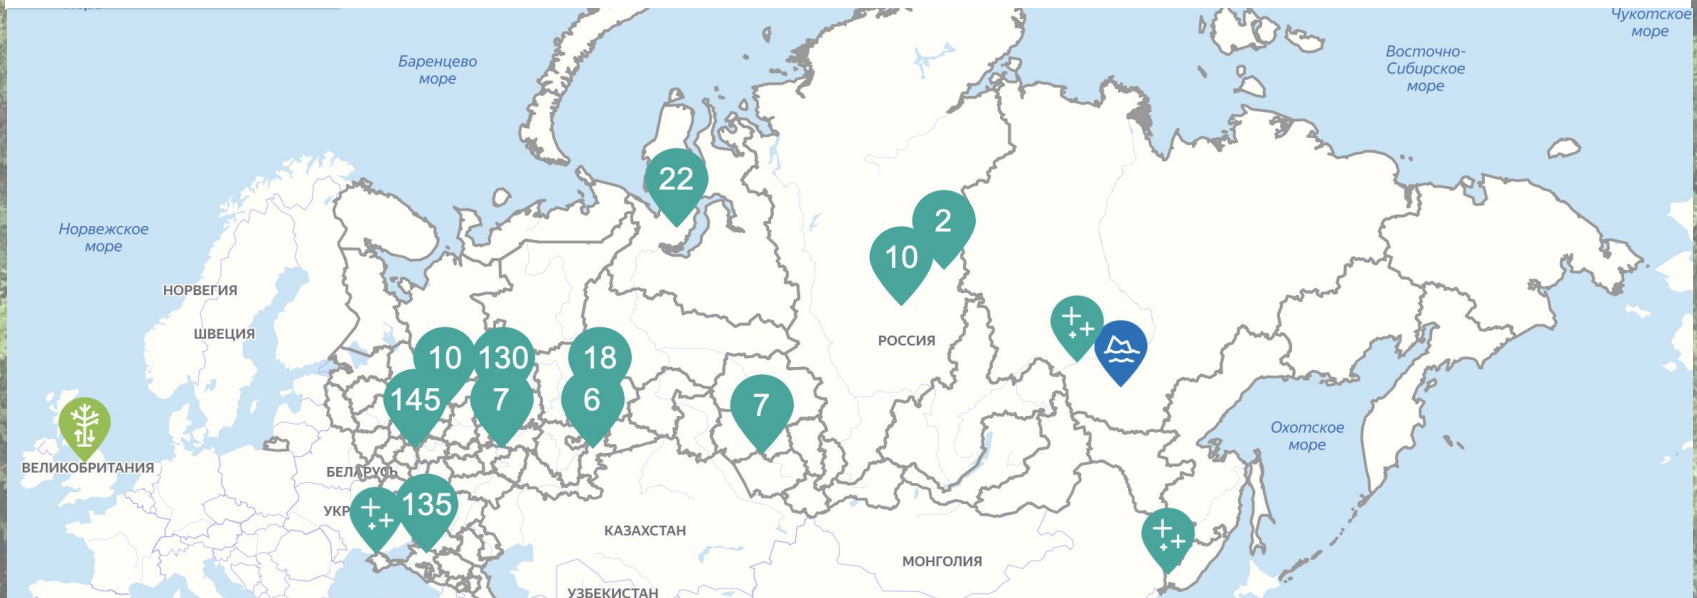 Чукотское
море
Баренцево
море
Восточно-
Сибирское
море
22
2
Норвежское
море
10
НОРВЕГИЯ
ШВЕЦИЯ
РОССИЯ
10
130
18
145
7
6
7
Охотское
море
ВЕЛИКОБРИТАНИЯ
БЕЛАРУСЬ
УКР
135
КАЗАХСТАН
МОНГОЛИЯ
УЗБЕКИСТАН